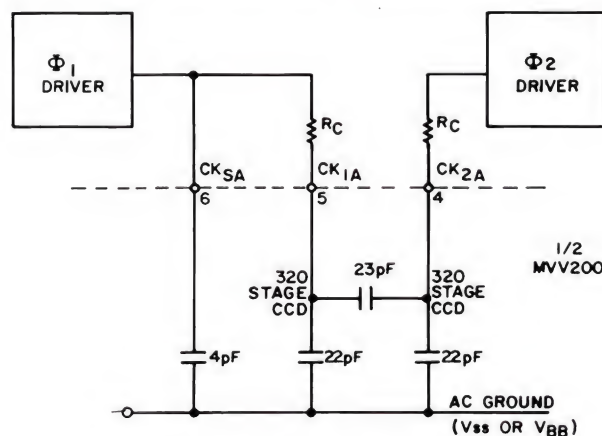 Φ1
DRIVER
Φ2
DRIVER
RC
RC
CKSA
CK1A
CK2A
6
5
4
1/2
MVV200
320
STAGE
CCD
23pF
320
STAGE
CCD
4pF
22pF
22pF
AC GROUND
(VSS OR VBB)